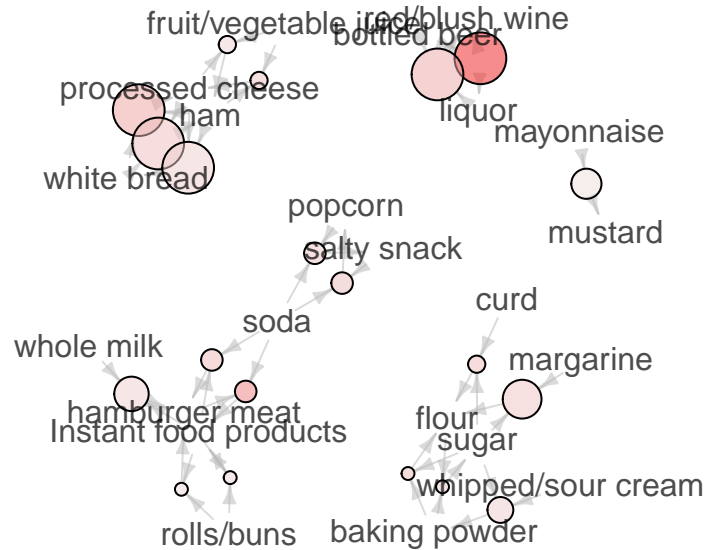 fruit/vegetable juice
red/blush wine
bottled beer
processed cheese
ham
liquor
mayonnaise
white bread
popcorn
mustard
salty snack
curd
soda
whole milk
margarine
hamburger meat
flour
Instant food products
sugar
whipped/sour cream
rolls/buns
baking powder